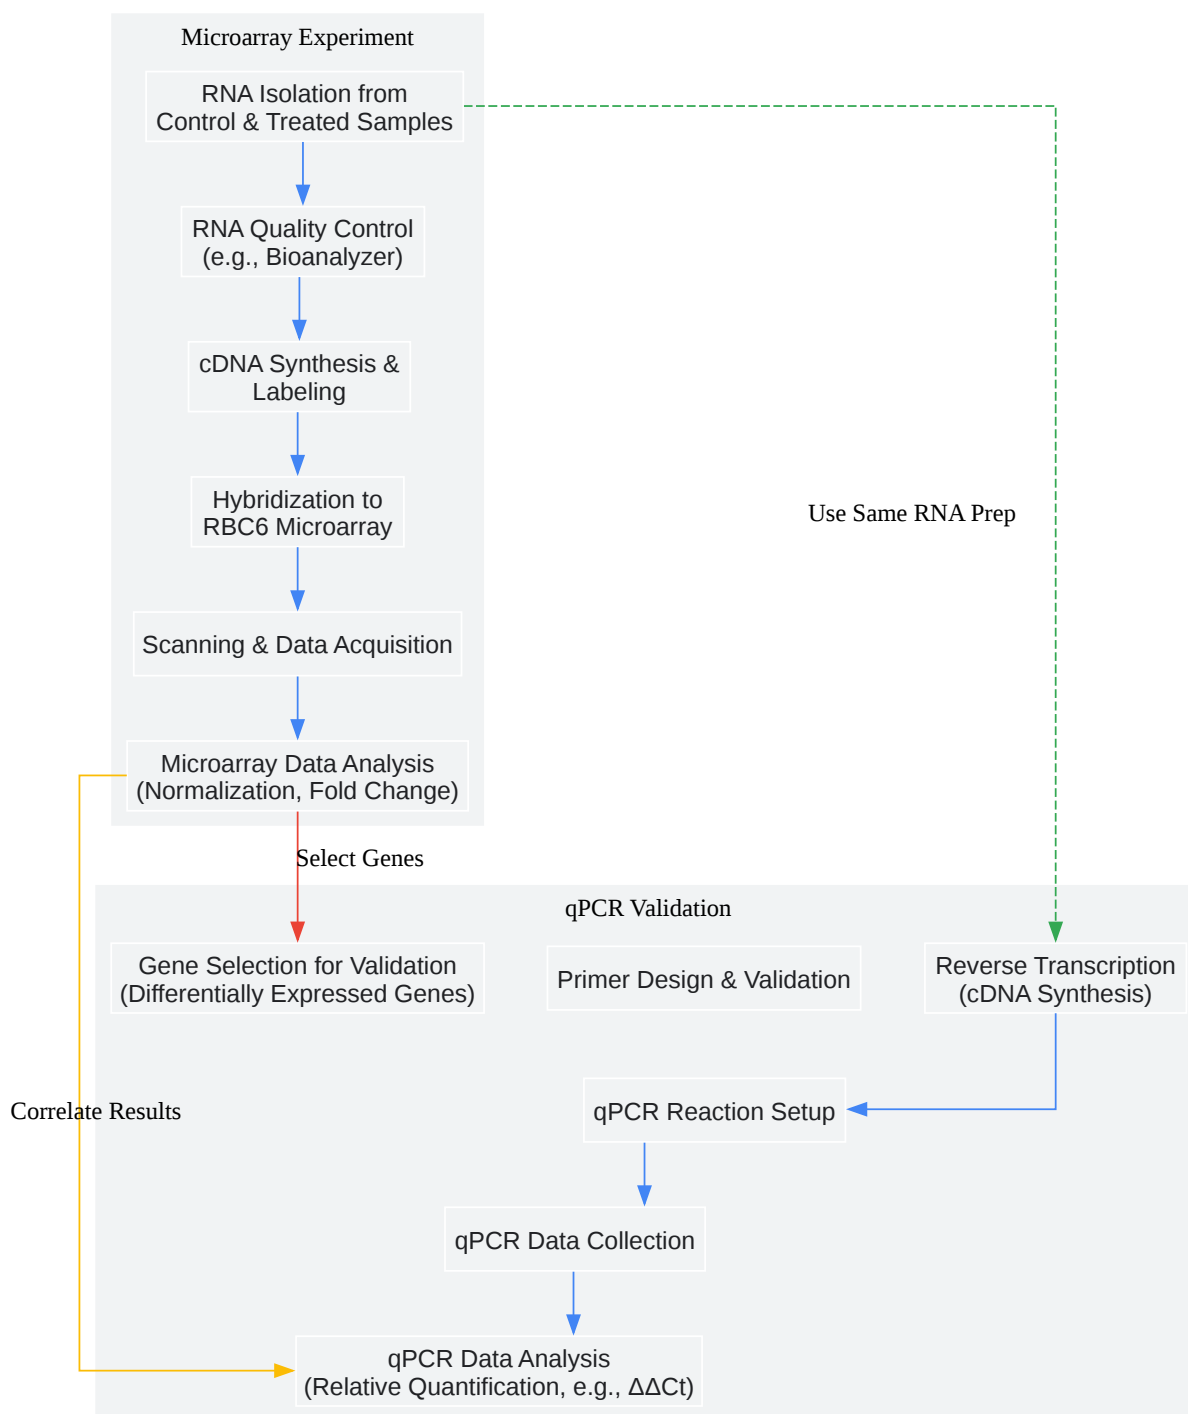 Microarray Experiment
RNA Isolation from
Control & Treated Samples
RNA Quality Control
(e.g., Bioanalyzer)
cDNA Synthesis &
Labeling
Hybridization to
RBC6 Microarray
Use Same RNA Prep
Scanning & Data Acquisition
Microarray Data Analysis
(Normalization, Fold Change)
Select Genes
qPCR Validation
Gene Selection for Validation
(Differentially Expressed Genes)
Primer Design & Validation
Reverse Transcription
(cDNA Synthesis)
Correlate Results
qPCR Reaction Setup
qPCR Data Collection
qPCR Data Analysis
(Relative Quantification, e.g., ΔΔCt)